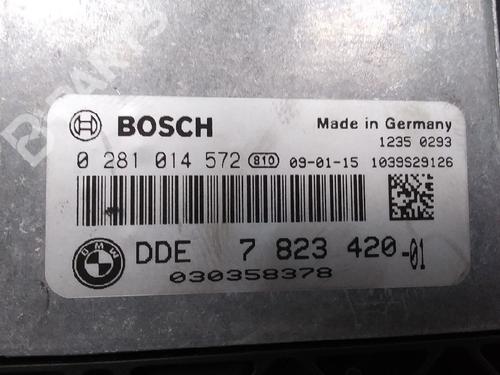 BOSCH
Made in Germany
1235 0293
0 281 014 572 810 09-01-15 1039S29126
BMW DDE 7 823 420-01
030358378
B-PARTS